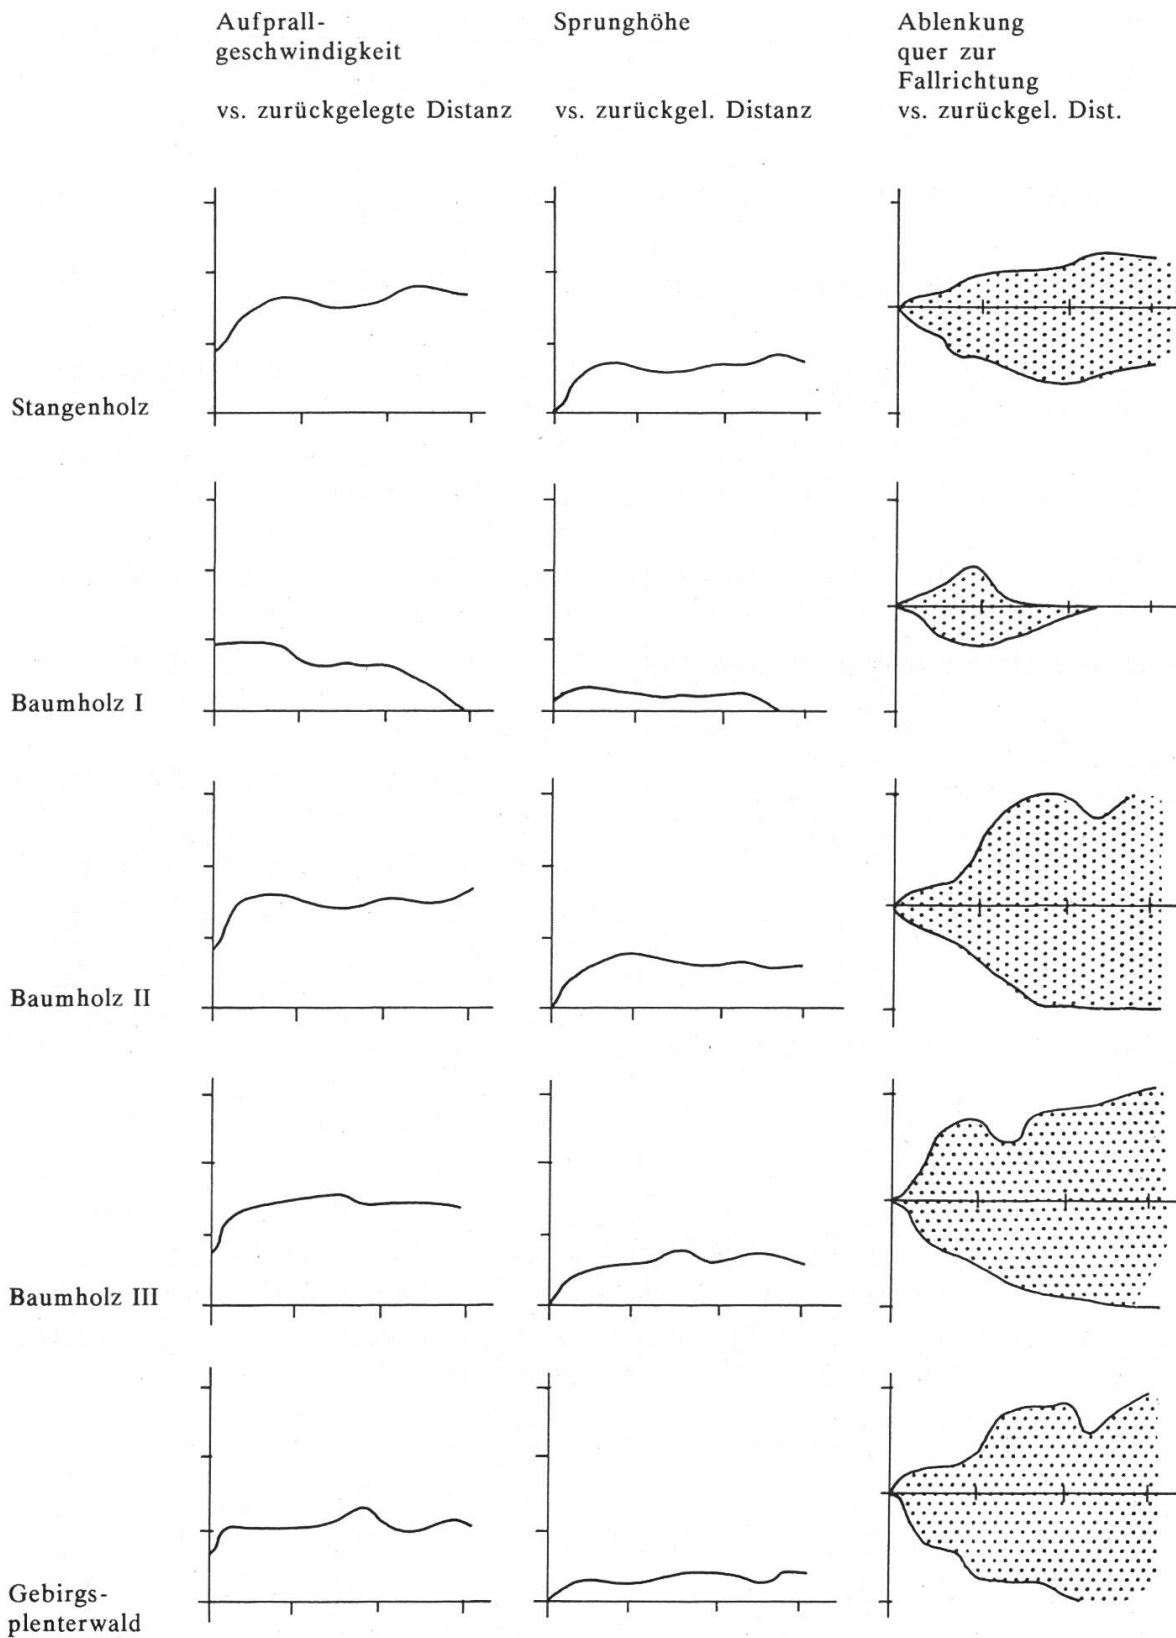 Aufprall-
geschwindigkeit
vs. zurückgelegte Distanz
Sprunghöhe
vs. zurückgel. Distanz
Ablenkung
quer zur
Fallrichtung
vs. zurückgel. Dist.
Stangenholz
Baumholz I
Baumholz II
Baumholz III
Gebirgs-
plenterwald